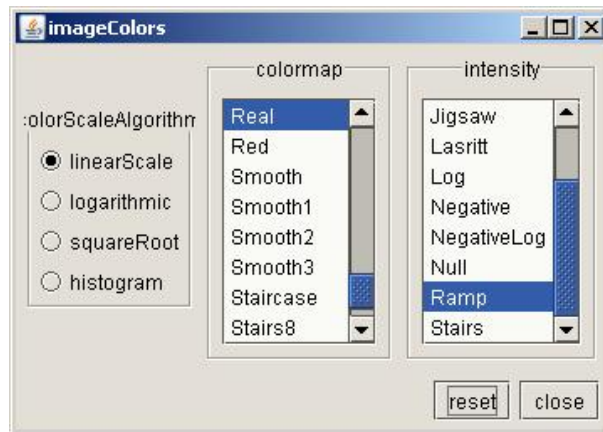 imageColors
colorScaleAlgorithm
linearScale
logarithmic
squareRoot
histogram
colormap
Real
Red
Smooth
Smooth1
Smooth2
Smooth3
Staircase
Stairs8
intensity
Jigsaw
Lasritt
Log
Negative
NegativeLog
Null
Ramp
Stairs
reset
close